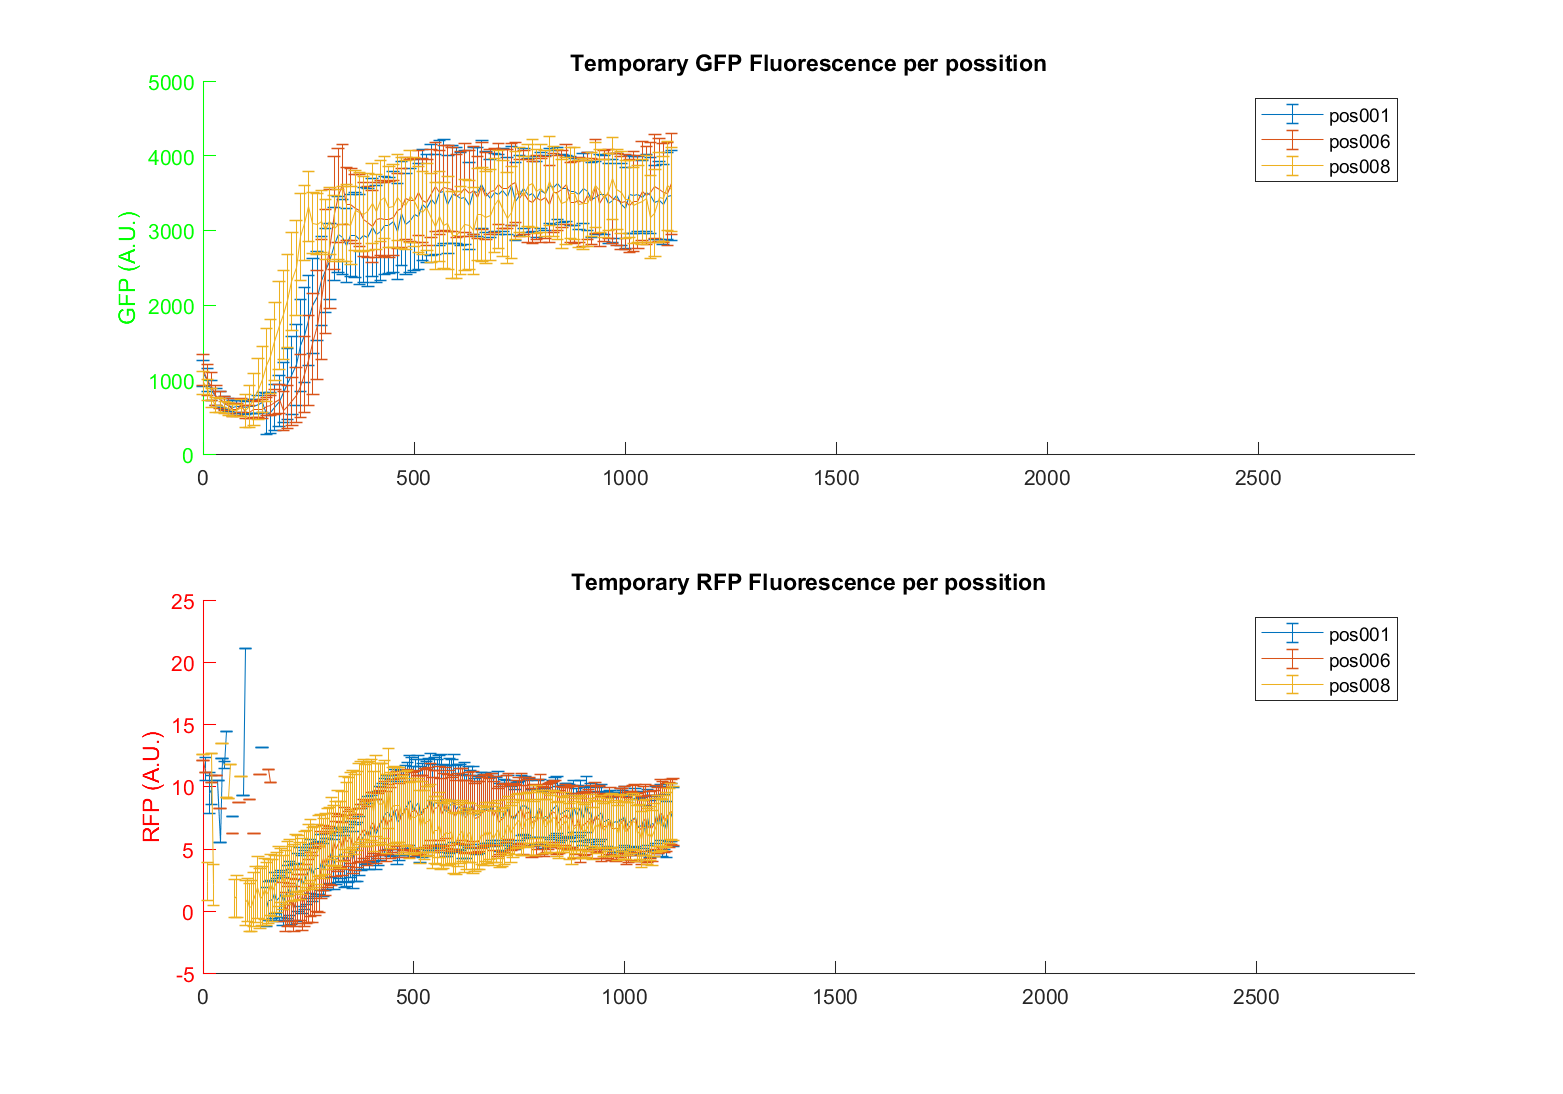 Temporary GFP Fluorescence per possition
5000
4000
3000
2000
1000
0
GFP (A.U.)
0 500 1000 1500 2000 2500
pos001
pos006
pos008
Temporary RFP Fluorescence per possition
25
20
15
10
5
0
-5
RFP (A.U.)
0 500 1000 1500 2000 2500
pos001
pos006
pos008